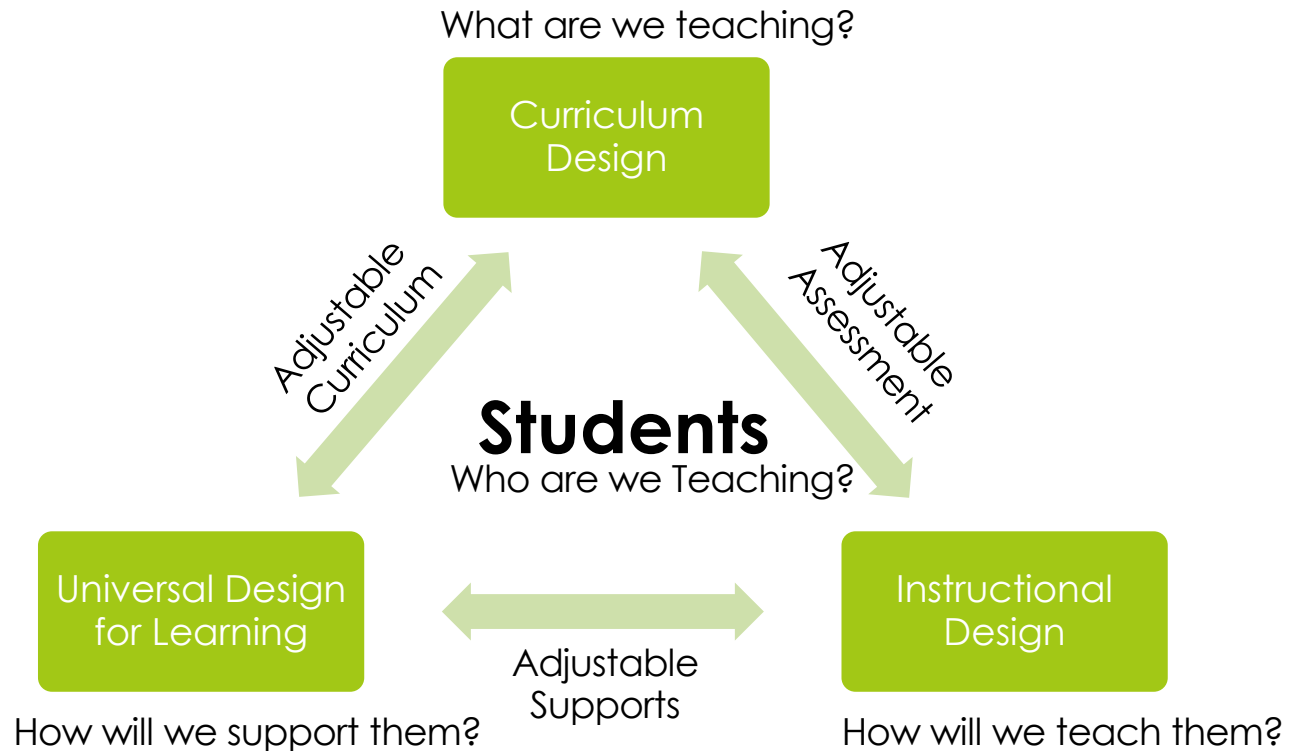 What are we teaching?
Curriculum
Design
Adjustable
Curriculum
Adjustable
Assessment
Students
Who are we Teaching?
Universal Design
for Learning
Instructional
Design
Adjustable
Supports
How will we support them?
How will we teach them?